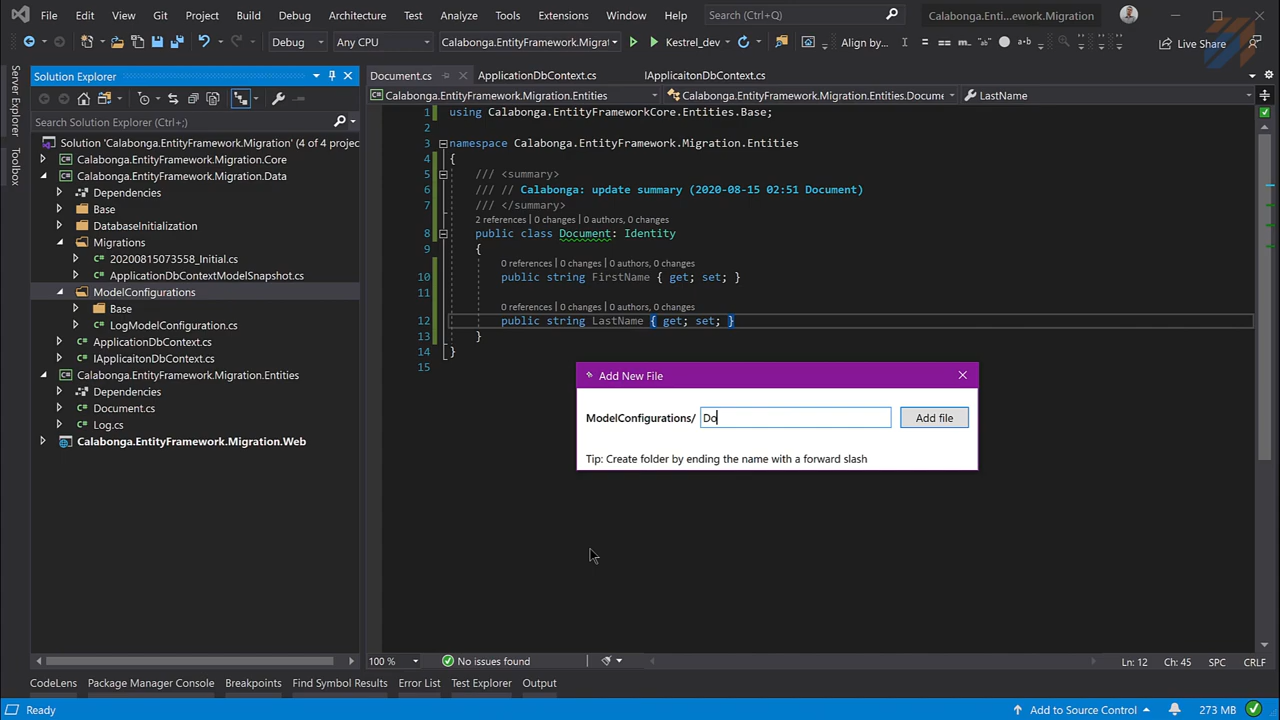 File Edit View Git Project Build Debug Architecture Test Analyze Tools Extensions Window Help Search (Ctrl+Q) Calabonga.Enti...ework.Migration
Debug Any CPU Calabonga.EntityFramework.Migrat Kestrel_dev Align by... Live Share
Server Explorer
Toolbox
Solution Explorer
Search Solution Explorer (Ctrl+;)
Solution 'Calabonga.EntityFramework.Migration' (4 of 4 projec
Calabonga.EntityFramework.Migration.Core
Calabonga.EntityFramework.Migration.Data
Dependencies
Base
DatabaseInitialization
Migrations
20200815073558_Initial.cs
ApplicationDbContextModelSnapshot.cs
ModelConfigurations
Base
LogModelConfiguration.cs
ApplicationDbContext.cs
IApplicaitonDbContext.cs
Calabonga.EntityFramework.Migration.Entities
Dependencies
Document.cs
Log.cs
Calabonga.EntityFramework.Migration.Web
Document.cs ApplicationDbContext.cs IApplicaitonDbContext.cs
Calabonga.EntityFramework.Migration.Entities Calabonga.EntityFramework.Migration.Entities.Docume LastName
1 using Calabonga.EntityFrameworkCore.Entities.Base;
2
3 namespace Calabonga.EntityFramework.Migration.Entities
4 {
5 /// <summary>
6 /// // Calabonga: update summary (2020-08-15 02:51 Document)
7 /// </summary>
2 references | 0 changes | 0 authors, 0 changes
8 public class Document: Identity
9 {
0 references | 0 changes | 0 authors, 0 changes
10 public string FirstName { get; set; }
11
0 references | 0 changes | 0 authors, 0 changes
12 public string LastName { get; set; }
13 }
14 }
15
Add New File
ModelConfigurations/ Do Add file
Tip: Create folder by ending the name with a forward slash
100 % No issues found Ln: 12 Ch: 45 SPC CRLF
CodeLens Package Manager Console Breakpoints Find Symbol Results Error List Test Explorer Output
Ready Add to Source Control 273 MB